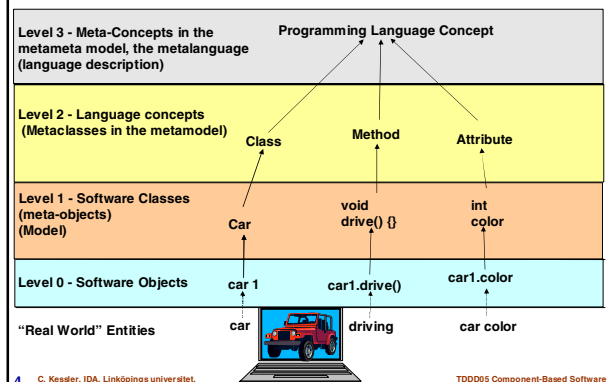 Level 3 - Meta-Concepts in the
metameta model, the metalanguage
(language description)
Programming Language Concept
Level 2 - Language concepts
(Metaclasses in the metamodel)
Class
Method
Attribute
Level 1 - Software Classes
(meta-objects)
(Model)
Car
void
drive() {}
int
color
Level 0 - Software Objects
car 1
car1.drive()
car1.color
“Real World” Entities
car
driving
car color
4 C. Kessler, IDA, Linköpings universitet.
TDDD05 Component-Based Software